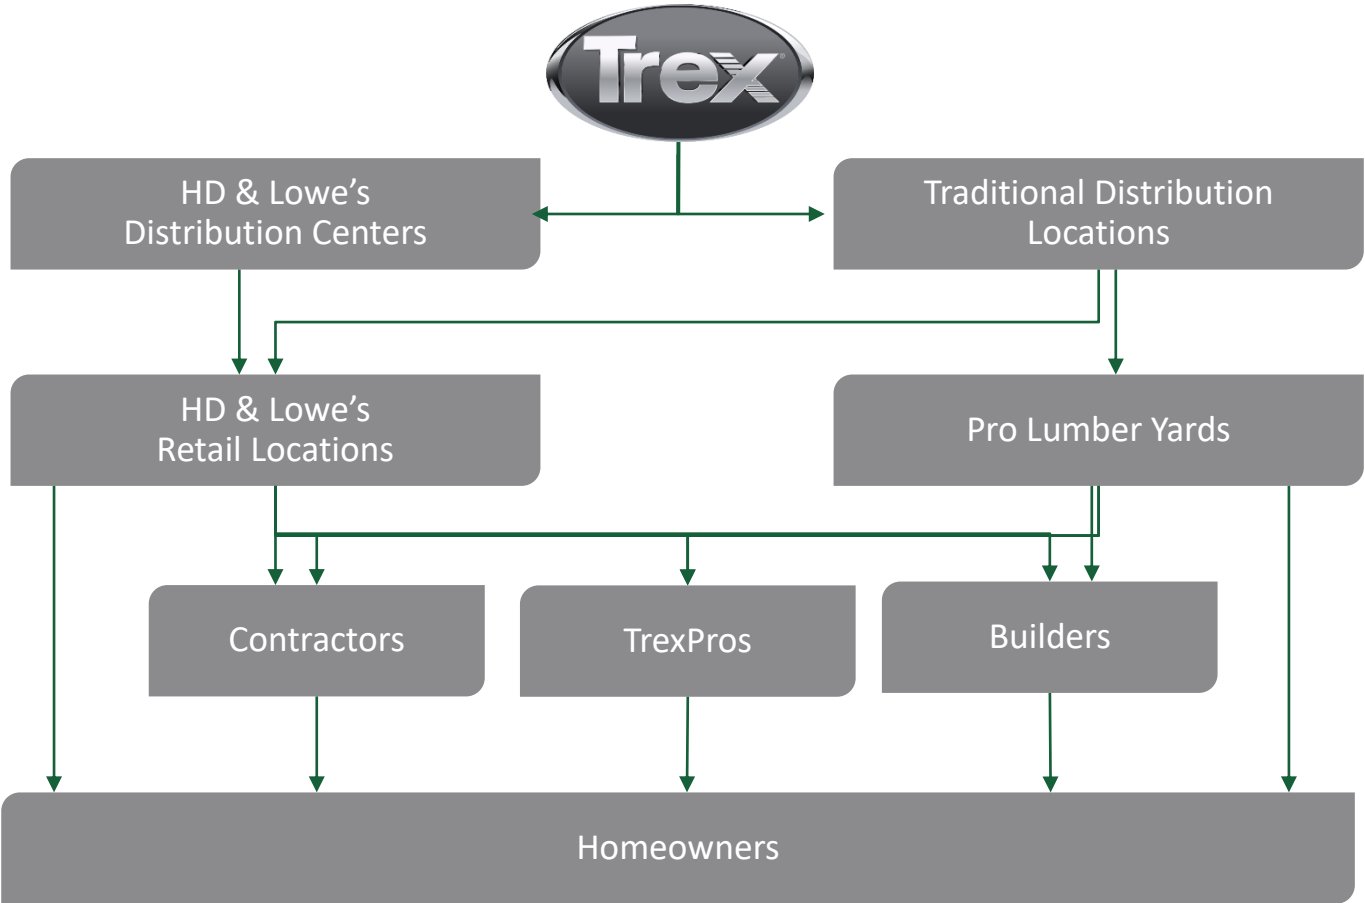 Trex
HD & Lowe’s
Distribution Centers
Traditional Distribution
Locations
HD & Lowe’s
Retail Locations
Pro Lumber Yards
Contractors
TrexPros
Builders
Homeowners